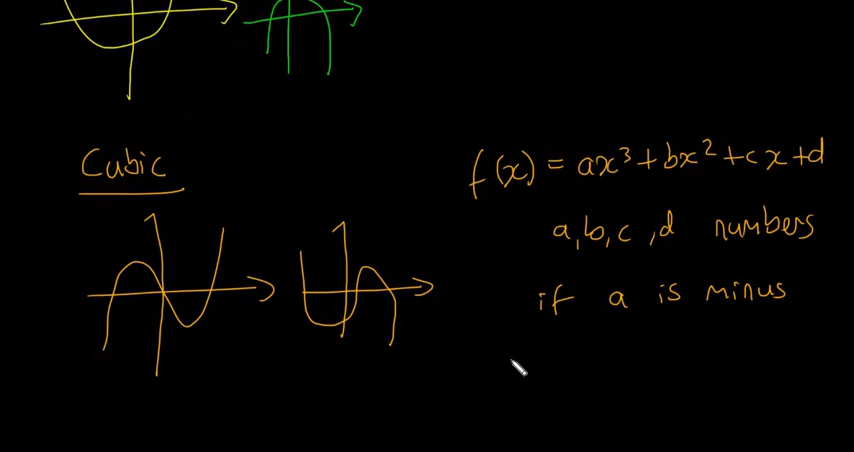 Cubic
f(x) = ax³ + bx² + cx + d
a, b, c, d numbers
if a is minus